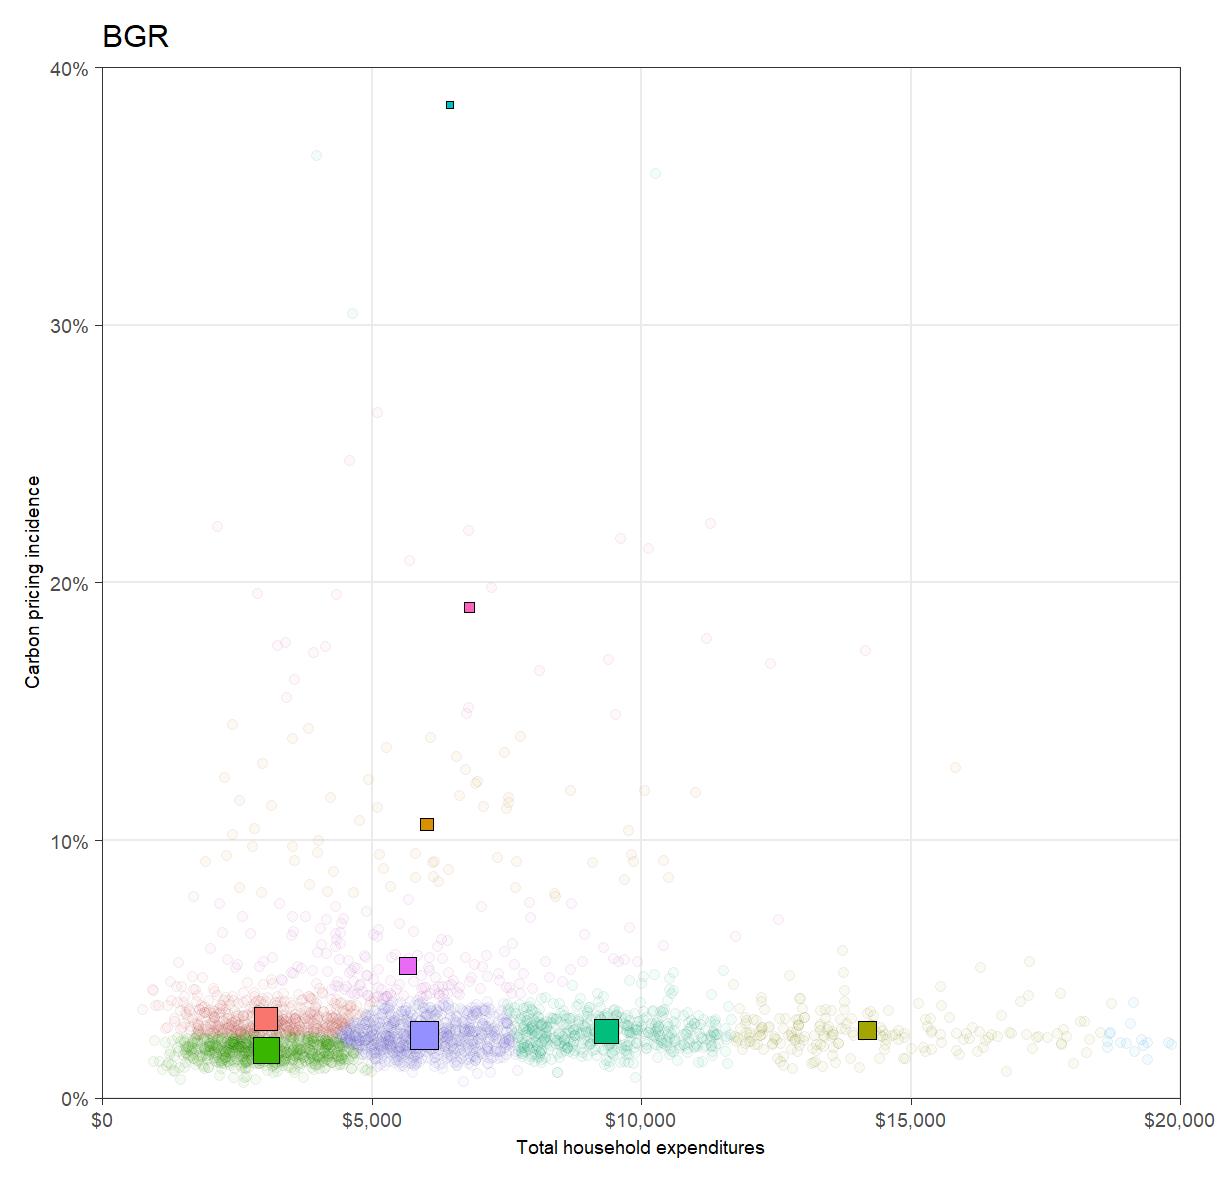 BGR
40%
30%
20%
10%
0%
Carbon pricing incidence
$0 $5,000 $10,000 $15,000 $20,000
Total household expenditures